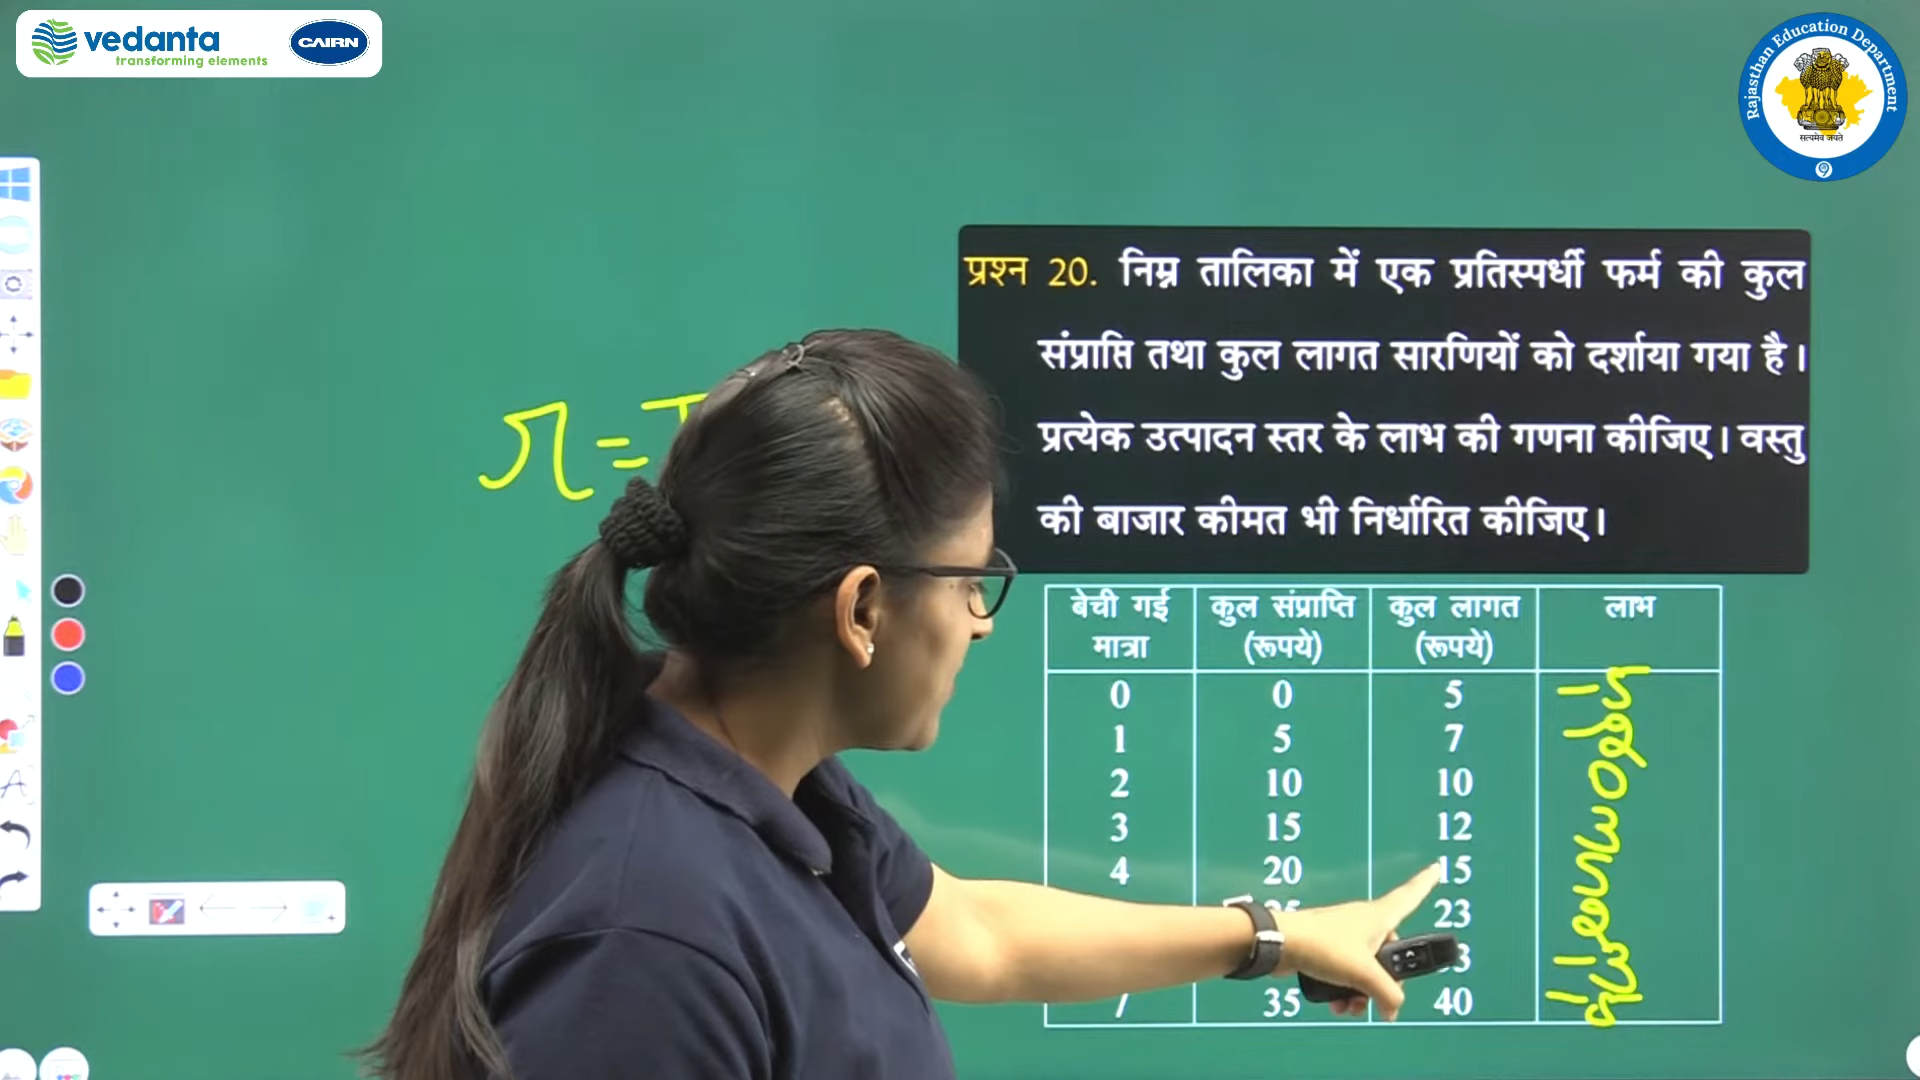 vedanta
transforming elements
CAIRN
Rajasthan Education Department
सत्यमेव जयते
प्रश्न 20. निम्न तालिका में एक प्रतिस्पर्धी फर्म की कुल
संप्राप्ति तथा कुल लागत सारणियों को दर्शाया गया है।
प्रत्येक उत्पादन स्तर के लाभ की गणना कीजिए। वस्तु
की बाजार कीमत भी निर्धारित कीजिए।
बेची गई मात्रा कुल संप्राप्ति (रूपये) कुल लागत (रूपये) लाभ
0 0 5
1 5 7
2 10 10
3 15 12
4 20 15
23
7 35 40